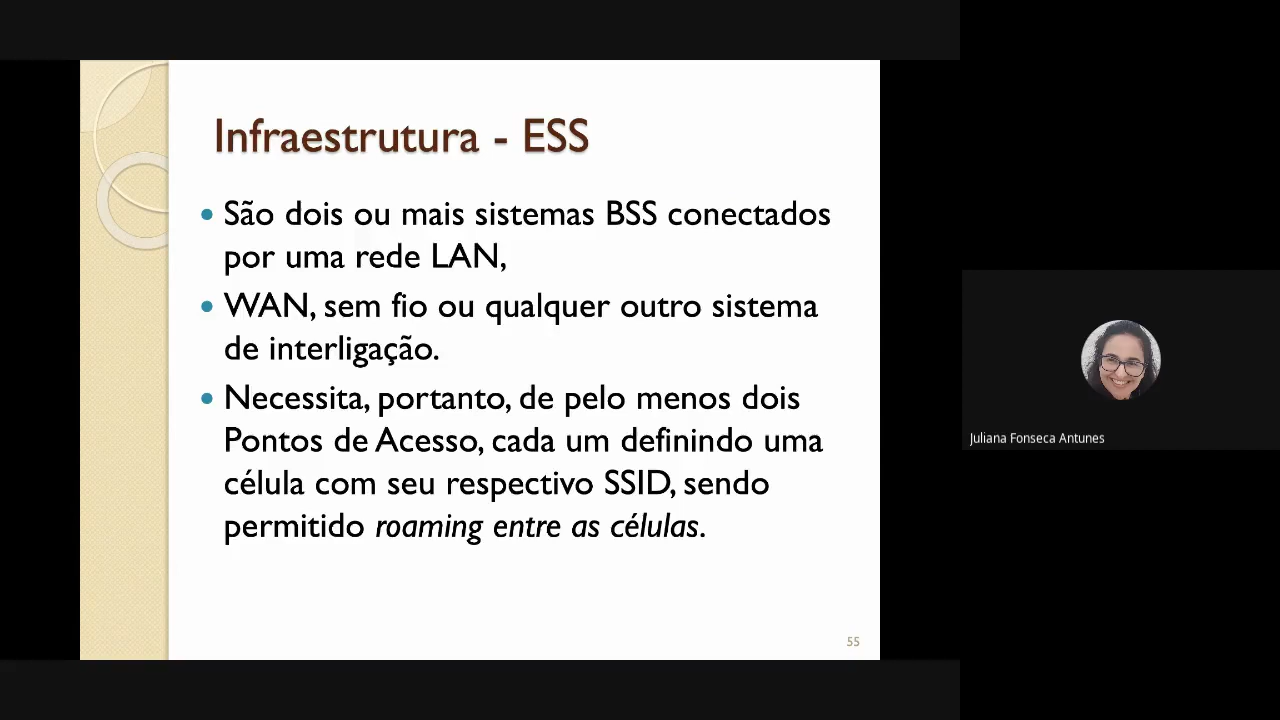 Infraestrutura - ESS
• São dois ou mais sistemas BSS conectados
por uma rede LAN,
• WAN, sem fio ou qualquer outro sistema
de interligação.
• Necessita, portanto, de pelo menos dois
Pontos de Acesso, cada um definindo uma
célula com seu respectivo SSID, sendo
permitido roaming entre as células.
55
Juliana Fonseca Antunes